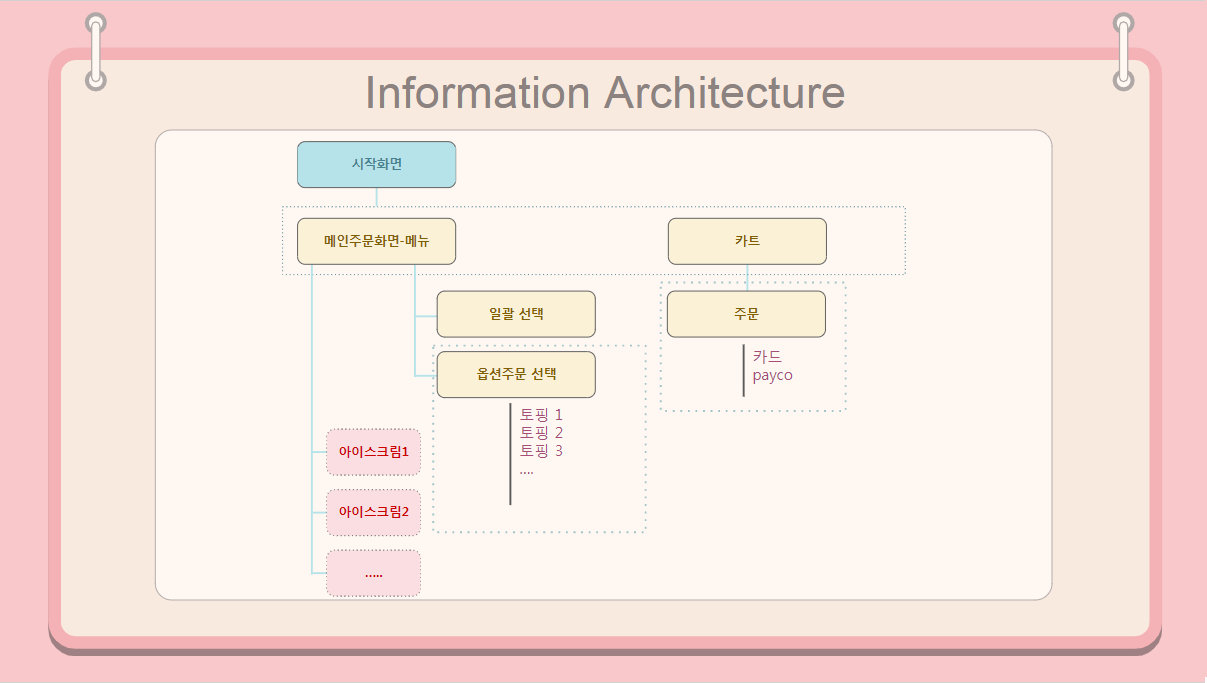 Information Architecture
시작화면
메인주문화면-메뉴
카트
일괄 선택
주문
옵션주문 선택
카드
payco
토핑 1
토핑 2
토핑 3
....
아이스크림1
아이스크림2
.....